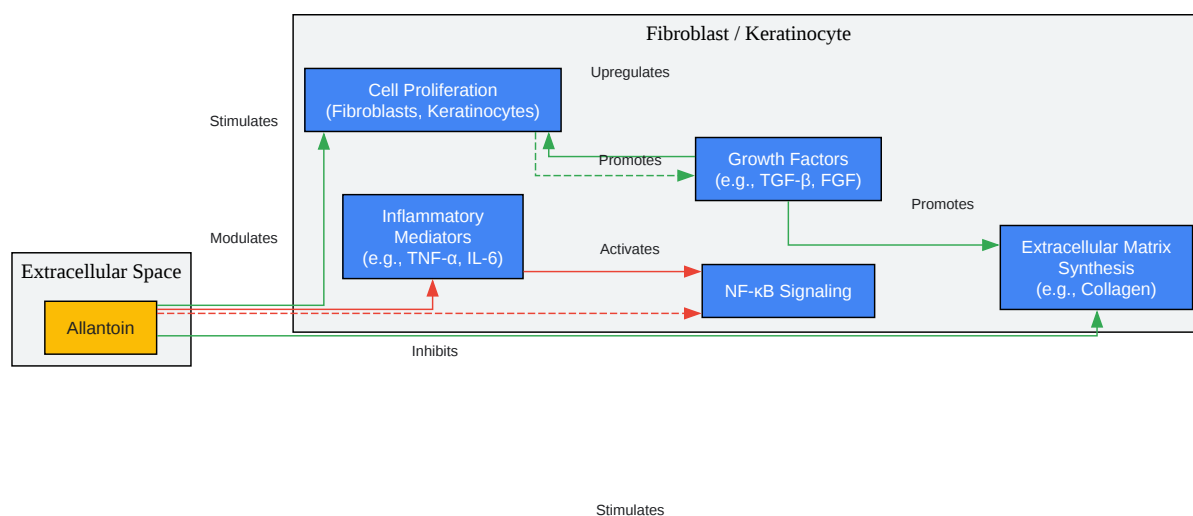 Fibroblast / Keratinocyte
Upregulates
Cell Proliferation
(Fibroblasts, Keratinocytes)
Stimulates
Promotes
Growth Factors
(e.g., TGF-β, FGF)
Promotes
Inflammatory
Mediators
(e.g., TNF-α, IL-6)
Modulates
Activates
Extracellular Matrix
Synthesis
(e.g., Collagen)
Extracellular Space
NF-κB Signaling
Allantoin
Inhibits
Stimulates